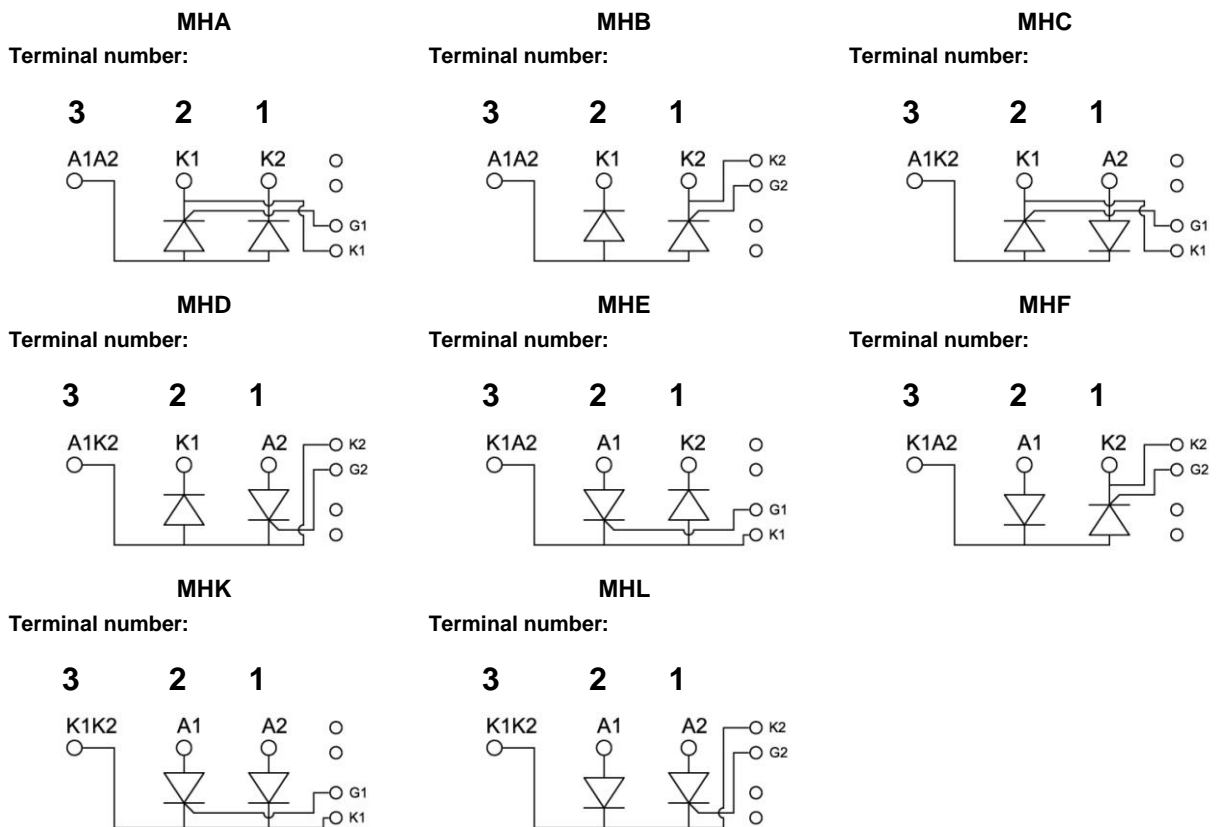 MHA
Terminal number:
3 2 1
A1A2 K1 K2
G1
K1
MHB
Terminal number:
3 2 1
A1A2 K1 K2
K2
G2
MHC
Terminal number:
3 2 1
A1K2 K1 A2
G1
K1
MHD
Terminal number:
3 2 1
A1K2 K1 A2
K2
G2
MHE
Terminal number:
3 2 1
K1A2 A1 K2
G1
K1
MHF
Terminal number:
3 2 1
K1A2 A1 K2
K2
G2
MHK
Terminal number:
3 2 1
K1K2 A1 A2
G1
K1
MHL
Terminal number:
3 2 1
K1K2 A1 A2
K2
G2